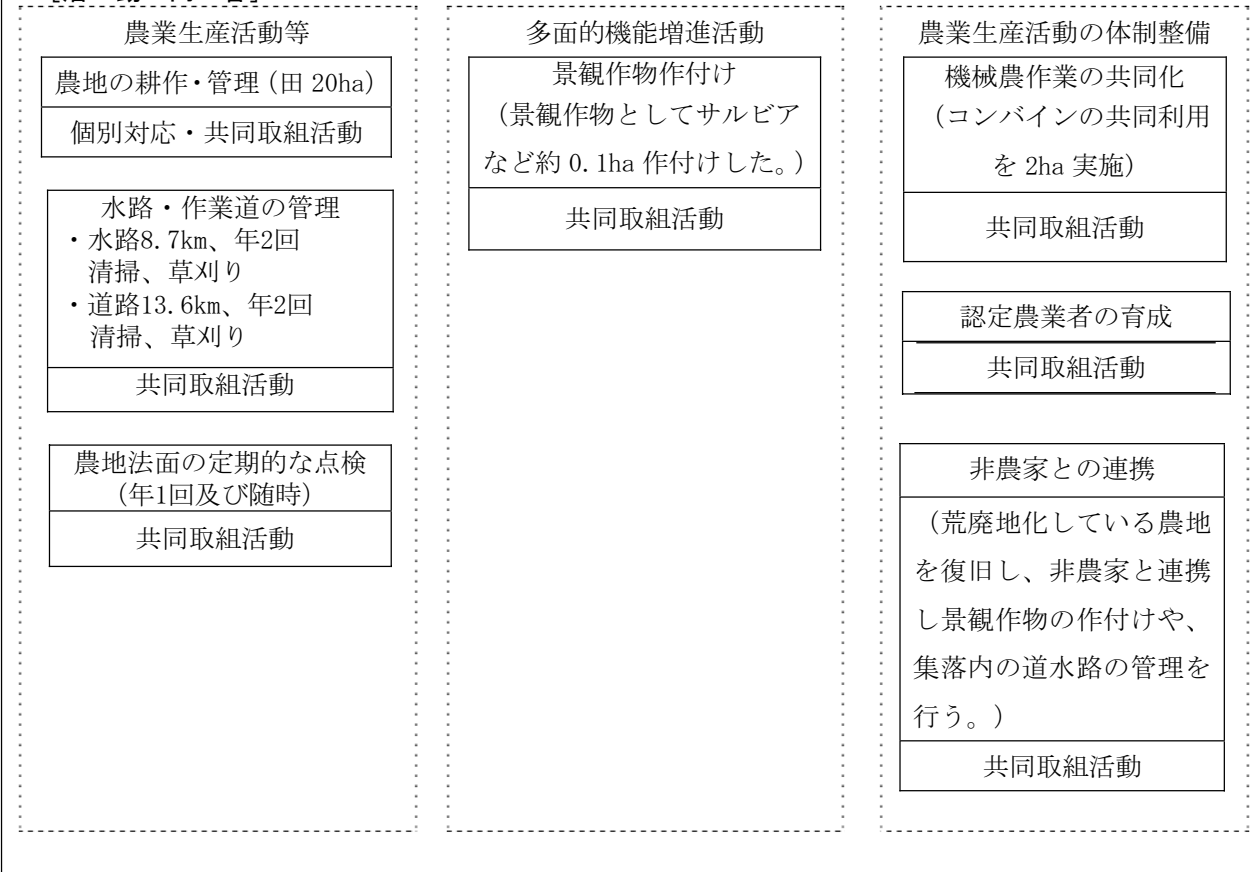 農業生産活動等
農地の耕作・管理(田 20ha)
個別対応・共同取組活動
水路・作業道の管理
・水路8.7km、年2回
清掃、草刈り
・道路13.6km、年2回
清掃、草刈り
共同取組活動
農地法面の定期的な点検
(年1回及び随時)
共同取組活動
多面的機能増進活動
景観作物作付け
(景観作物としてサルビア
など約 0.1ha 作付けした。)
共同取組活動
農業生産活動の体制整備
機械農作業の共同化
(コンバインの共同利用
を 2ha 実施)
共同取組活動
認定農業者の育成
共同取組活動
非農家との連携
(荒廃地化している農地
を復旧し、非農家と連携
し景観作物の作付けや、
集落内の道水路の管理を
行う。)
共同取組活動